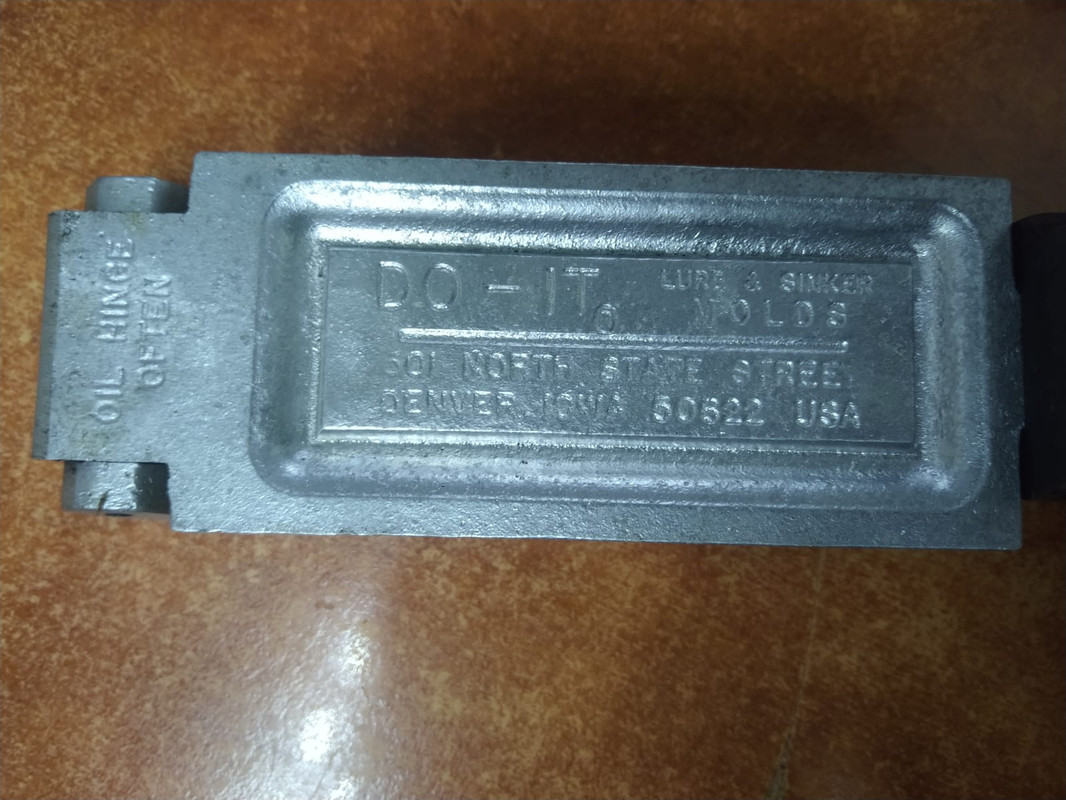 OIL HINGE
OFTEN
DO-IT®
LURE & SINKER
MOLDS
501 NORTH STATE STREET
DENVER, IOWA 50622 USA